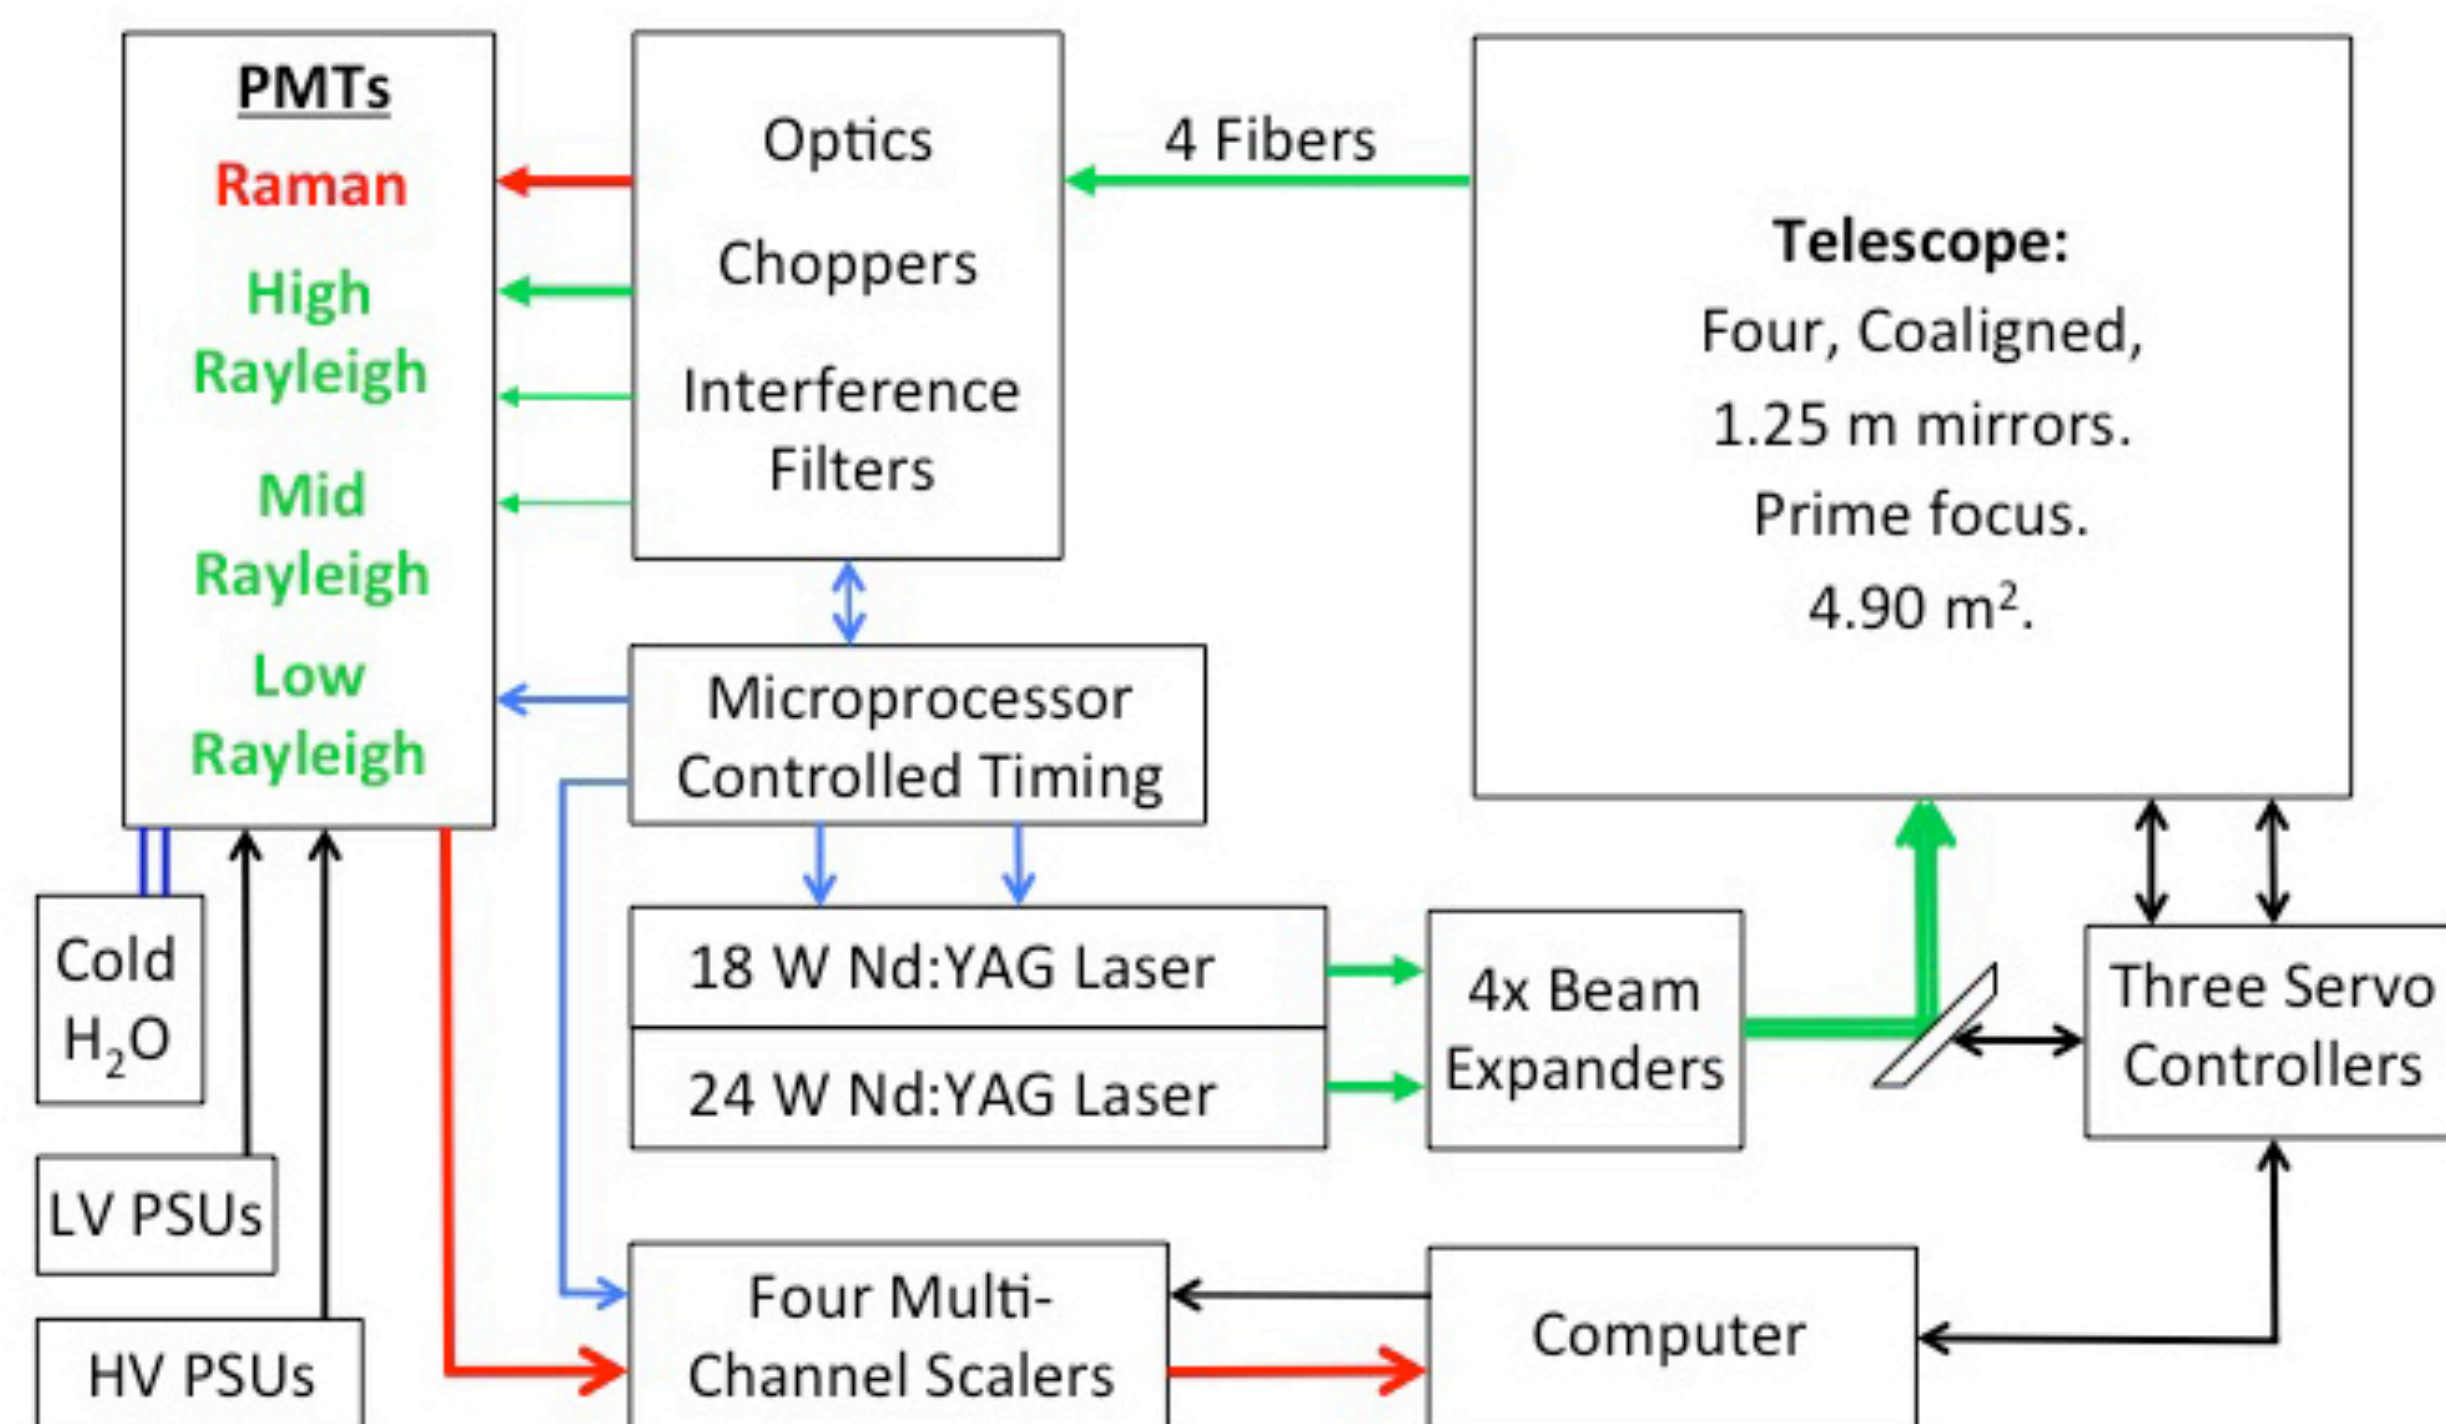 PMTs
Raman
High
Rayleigh
Mid
Rayleigh
Low
Rayleigh
Optics
Choppers
Interference
Filters
4 Fibers
Telescope:
Four, Coaligned,
1.25 m mirrors.
Prime focus.
4.90 m².
Microprocessor
Controlled Timing
Cold
H₂O
18 W Nd:YAG Laser
24 W Nd:YAG Laser
4x Beam
Expanders
Three Servo
Controllers
LV PSUs
HV PSUs
Four Multi-
Channel Scalers
Computer